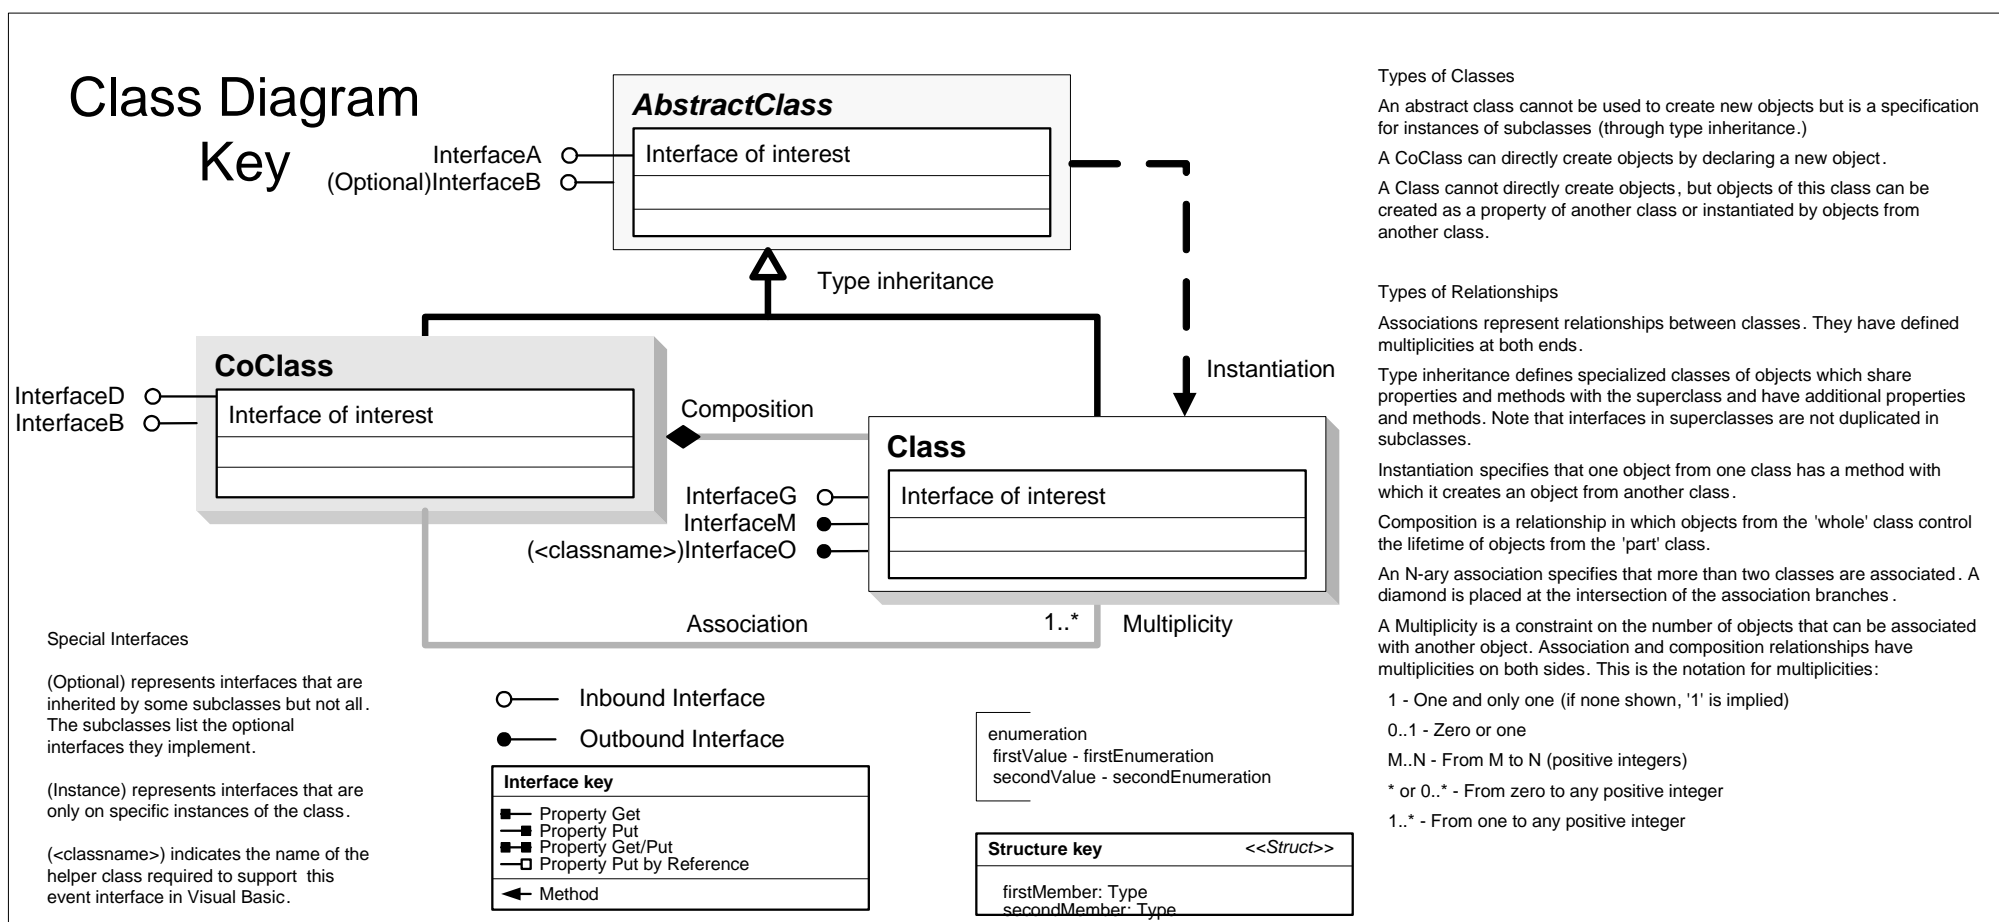 Class Diagram
Key
AbstractClass
Interface of interest
InterfaceA
(Optional)InterfaceB
Type inheritance
CoClass
Interface of interest
InterfaceD
InterfaceB
Composition
Instantiation
Class
Interface of interest
InterfaceG
InterfaceM
(<classname>)InterfaceO
Association
1..*
Multiplicity
Special Interfaces
(Optional) represents interfaces that are
inherited by some subclasses but not all.
The subclasses list the optional
interfaces they implement.
(Instance) represents interfaces that are
only on specific instances of the class.
(<classname>) indicates the name of the
helper class required to support this
event interface in Visual Basic.
Inbound Interface
Outbound Interface
Interface key
Property Get
Property Put
Property Get/Put
Property Put by Reference
Method
enumeration
firstValue - firstEnumeration
secondValue - secondEnumeration
Structure key <<Struct>>
firstMember: Type
secondMember: Type
Types of Classes
An abstract class cannot be used to create new objects but is a specification
for instances of subclasses (through type inheritance.)
A CoClass can directly create objects by declaring a new object.
A Class cannot directly create objects, but objects of this class can be
created as a property of another class or instantiated by objects from
another class.
Types of Relationships
Associations represent relationships between classes. They have defined
multiplicities at both ends.
Type inheritance defines specialized classes of objects which share
properties and methods with the superclass and have additional properties
and methods. Note that interfaces in superclasses are not duplicated in
subclasses.
Instantiation specifies that one object from one class has a method with
which it creates an object from another class.
Composition is a relationship in which objects from the 'whole' class control
the lifetime of objects from the 'part' class.
An N-ary association specifies that more than two classes are associated. A
diamond is placed at the intersection of the association branches.
A Multiplicity is a constraint on the number of objects that can be associated
with another object. Association and composition relationships have
multiplicities on both sides. This is the notation for multiplicities:
1 - One and only one (if none shown, '1' is implied)
0..1 - Zero or one
M..N - From M to N (positive integers)
* or 0..* - From zero to any positive integer
1..* - From one to any positive integer